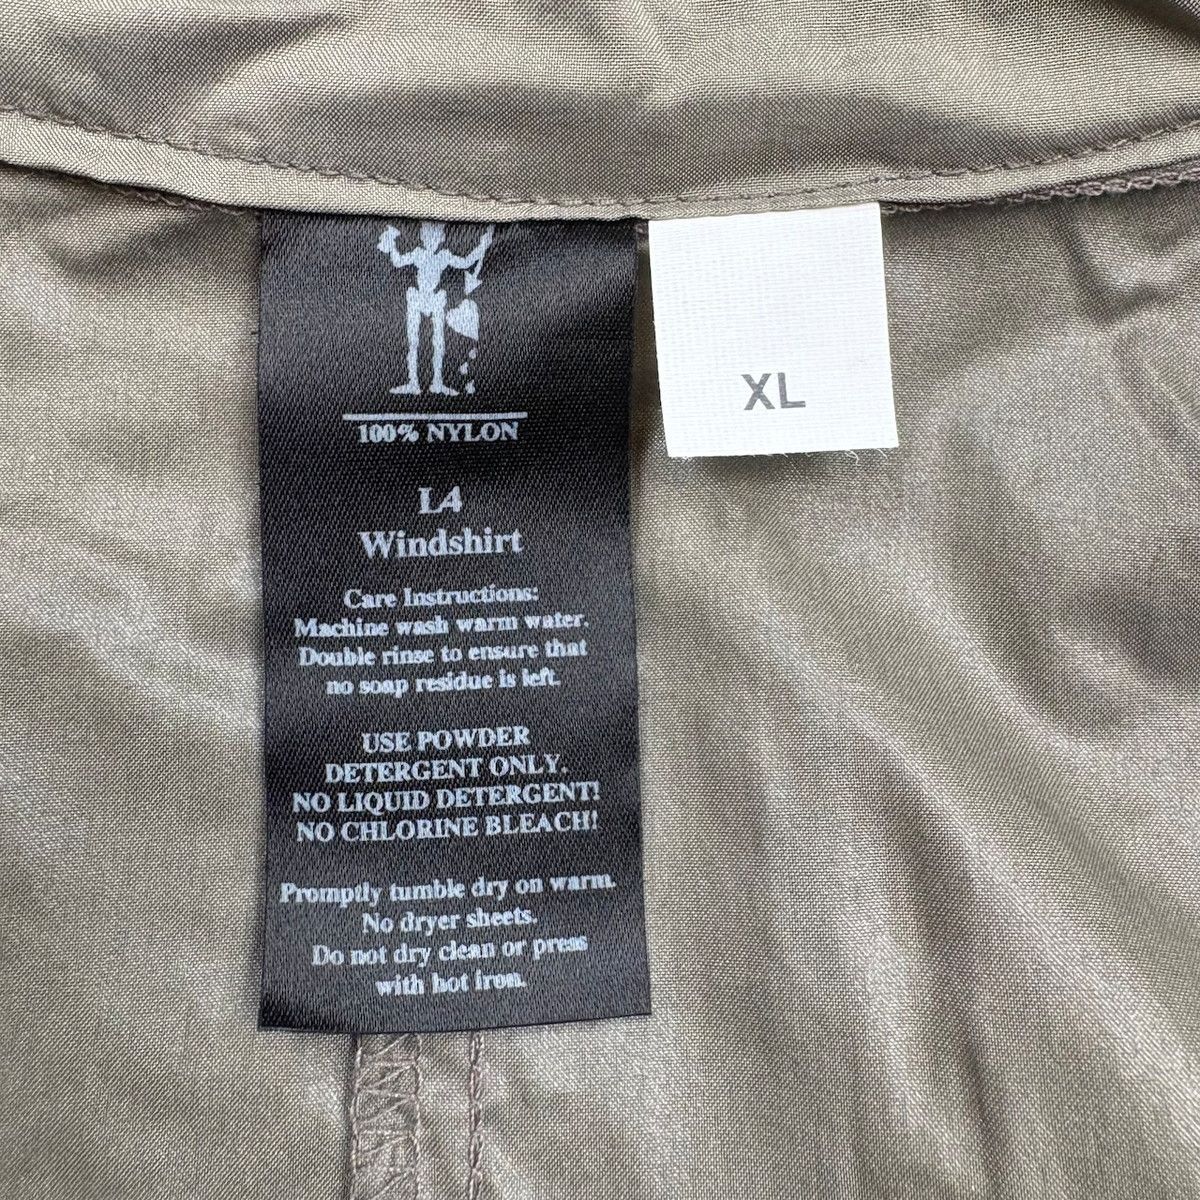 100% NYLON
L4
Windshirt
Care Instructions:
Machine wash warm water.
Double rinse to ensure that
no soap residue is left.
USE POWDER
DETERGENT ONLY.
NO LIQUID DETERGENT!
NO CHLORINE BLEACH!
Promptly tumble dry on warm.
No dryer sheets.
Do not dry clean or press
with hot iron.
XL